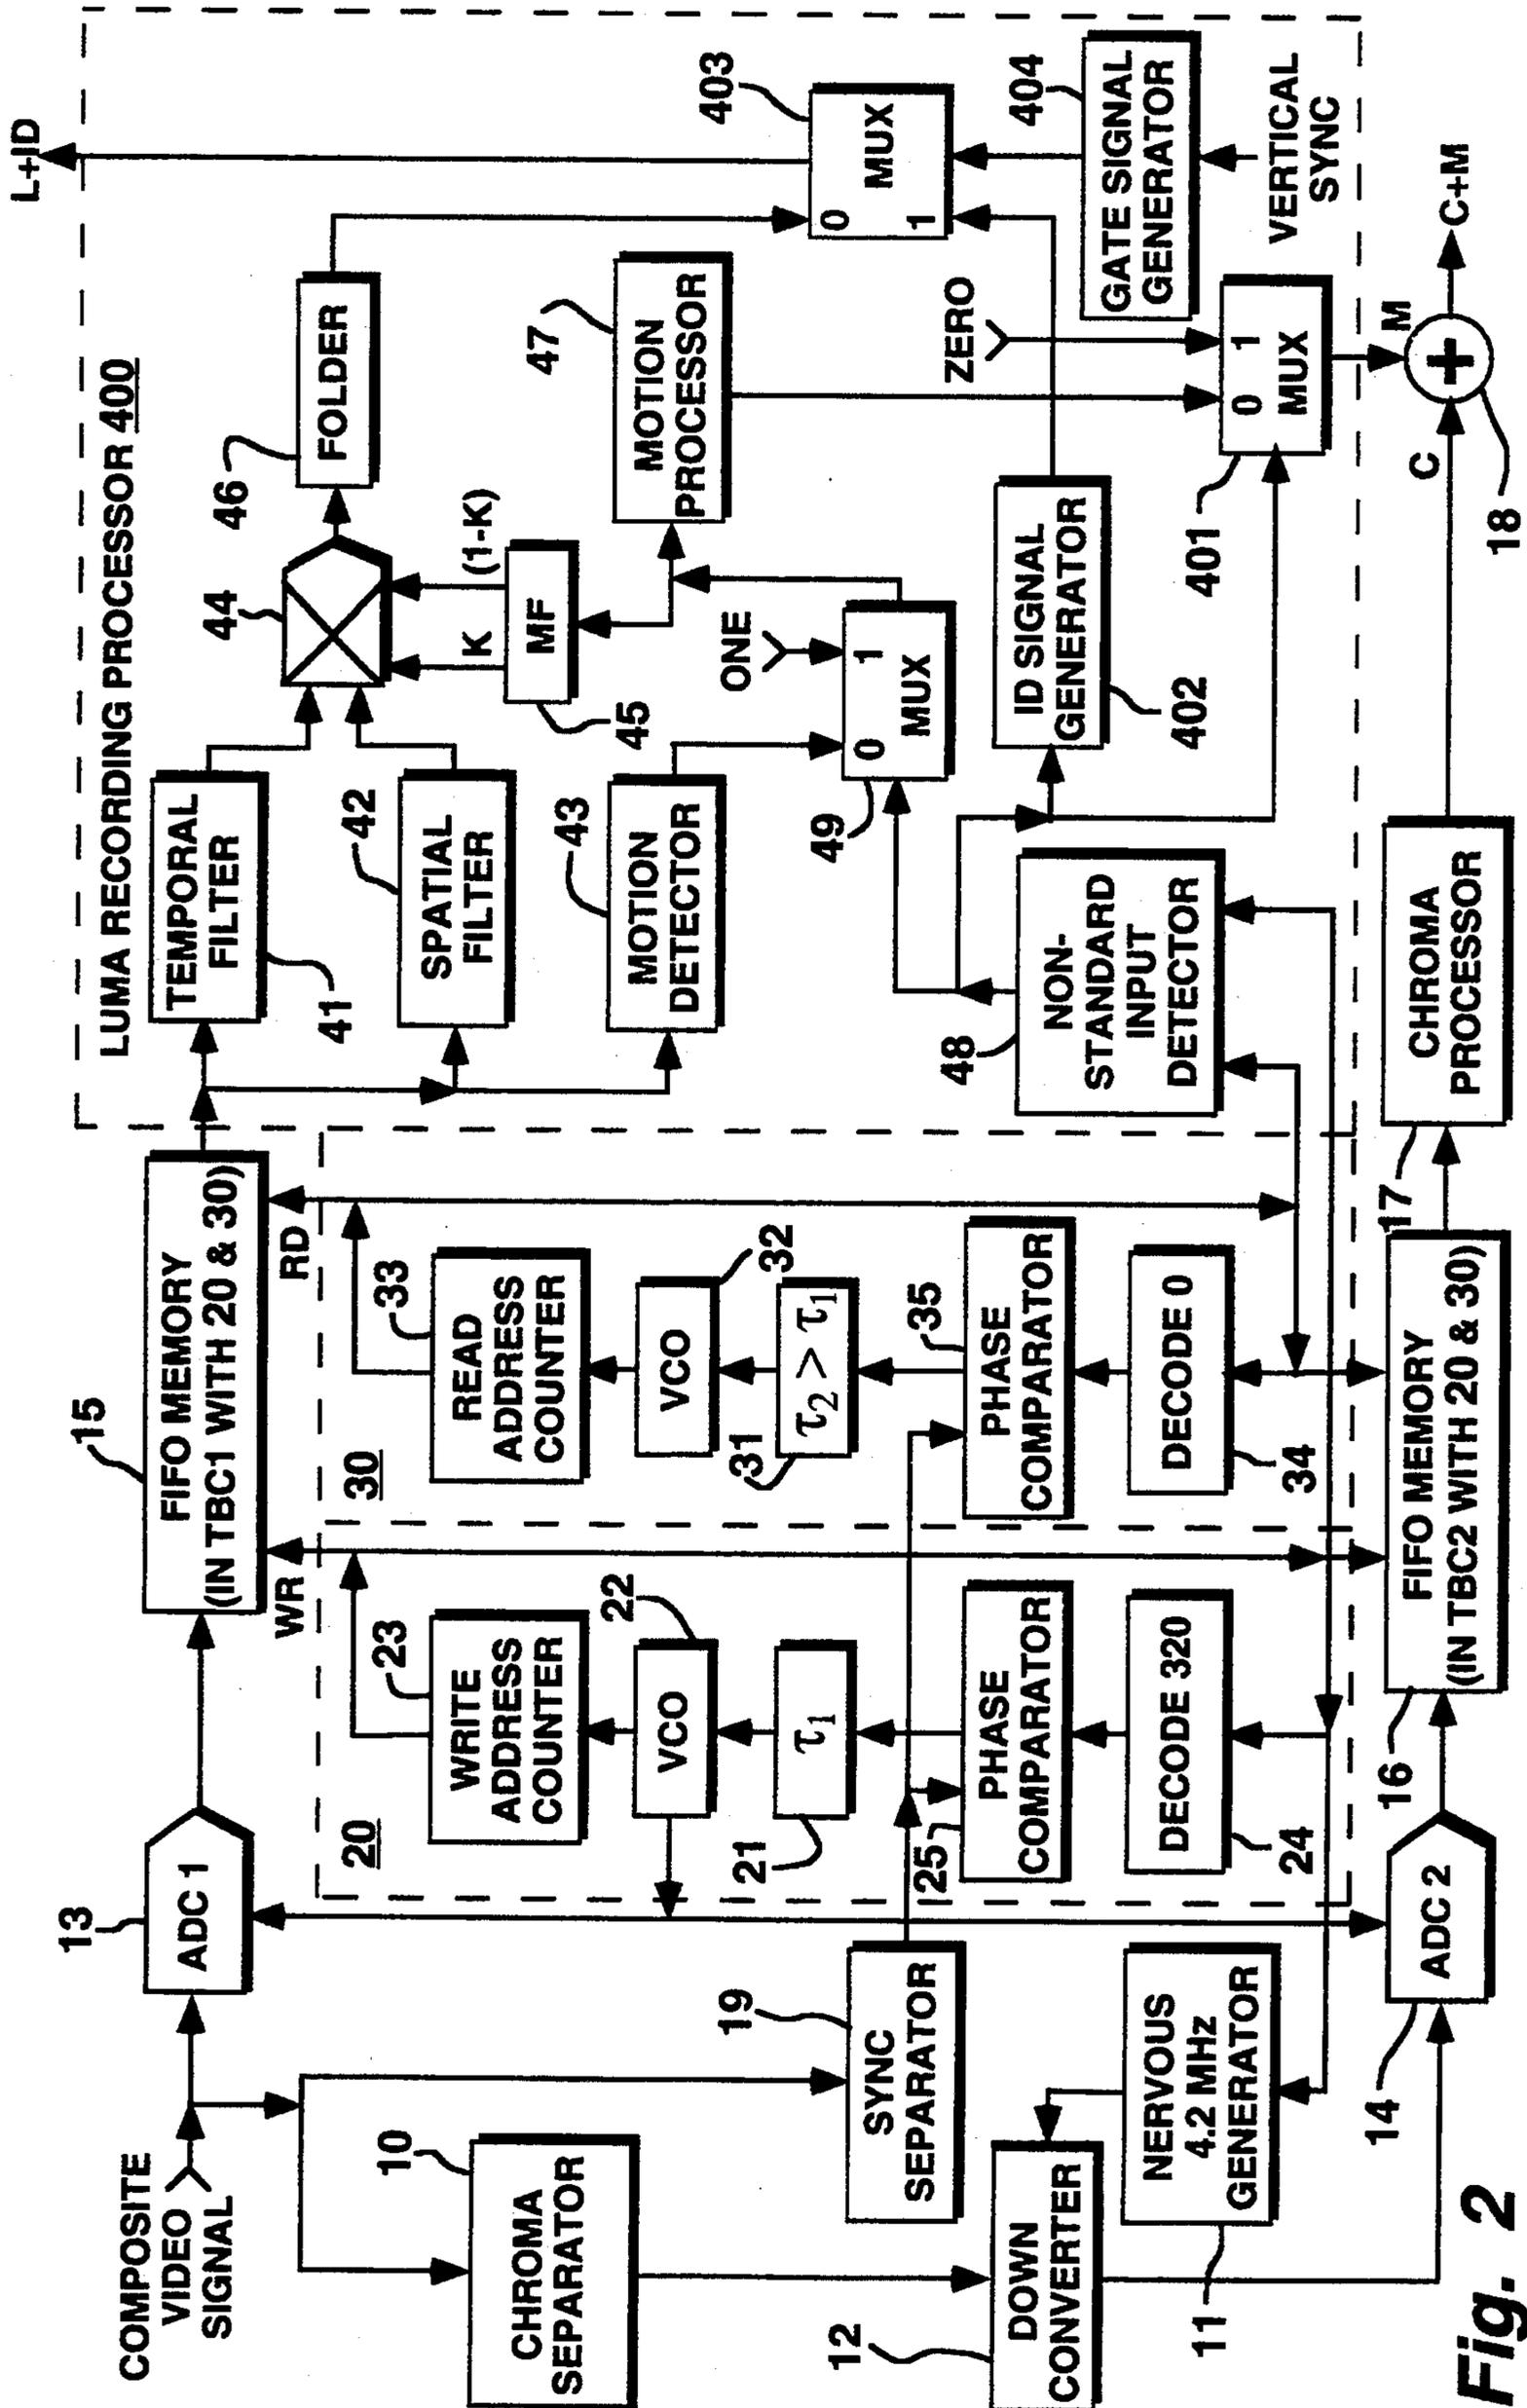 COMPOSITE
VIDEO
SIGNAL
13
ADC 1
15
FIFO MEMORY
(IN TBC1 WITH 20 & 30)
WR
RD
L+ID
LUMA RECORDING PROCESSOR 400
TEMPORAL
FILTER
41
42
SPATIAL
FILTER
43
MOTION
DETECTOR
44
K
(1-K)
MF
45
46
FOLDER
47
MOTION
PROCESSOR
ONE
0 1
MUX
49
ZERO
403
0
1
MUX
404
GATE SIGNAL
GENERATOR
VERTICAL
SYNC
ID SIGNAL
GENERATOR
402
401
0 1
MUX
M
48
NON-
STANDARD
INPUT
DETECTOR
10
CHROMA
SEPARATOR
19
SYNC
SEPARATOR
12
DOWN
CONVERTER
NERVOUS
4.2 MHz
GENERATOR
11
20
23
WRITE
ADDRESS
COUNTER
22
VCO
τ1
21
25
PHASE
COMPARATOR
DECODE 320
24
30
33
READ
ADDRESS
COUNTER
32
VCO
τ2 > τ1
31
35
PHASE
COMPARATOR
DECODE 0
34
14
ADC 2
16
FIFO MEMORY
(IN TBC2 WITH 20 & 30)
17
CHROMA
PROCESSOR
C
+
18
C+M
Fig. 2